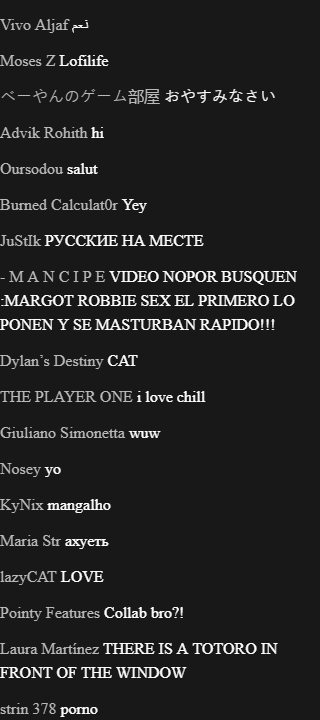 Vivo Aljaf نعم
Moses Z Lofilife
べーやんのゲーム部屋 おやすみなさい
Advik Rohith hi
Oursodou salut
Burned Calculat0r Yey
JuStIk РУССКИЕ НА МЕСТЕ
- M A N C I P E VIDEO NOPOR BUSQUEN
:MARGOT ROBBIE SEX EL PRIMERO LO
PONEN Y SE MASTURBAN RAPIDO!!!
Dylan’s Destiny CAT
THE PLAYER ONE i love chill
Giuliano Simonetta wuw
Nosey yo
KyNix mangalho
Maria Str ахуеть
lazyCAT LOVE
Pointy Features Collab bro?!
Laura Martínez THERE IS A TOTORO IN
FRONT OF THE WINDOW
strin 378 porno